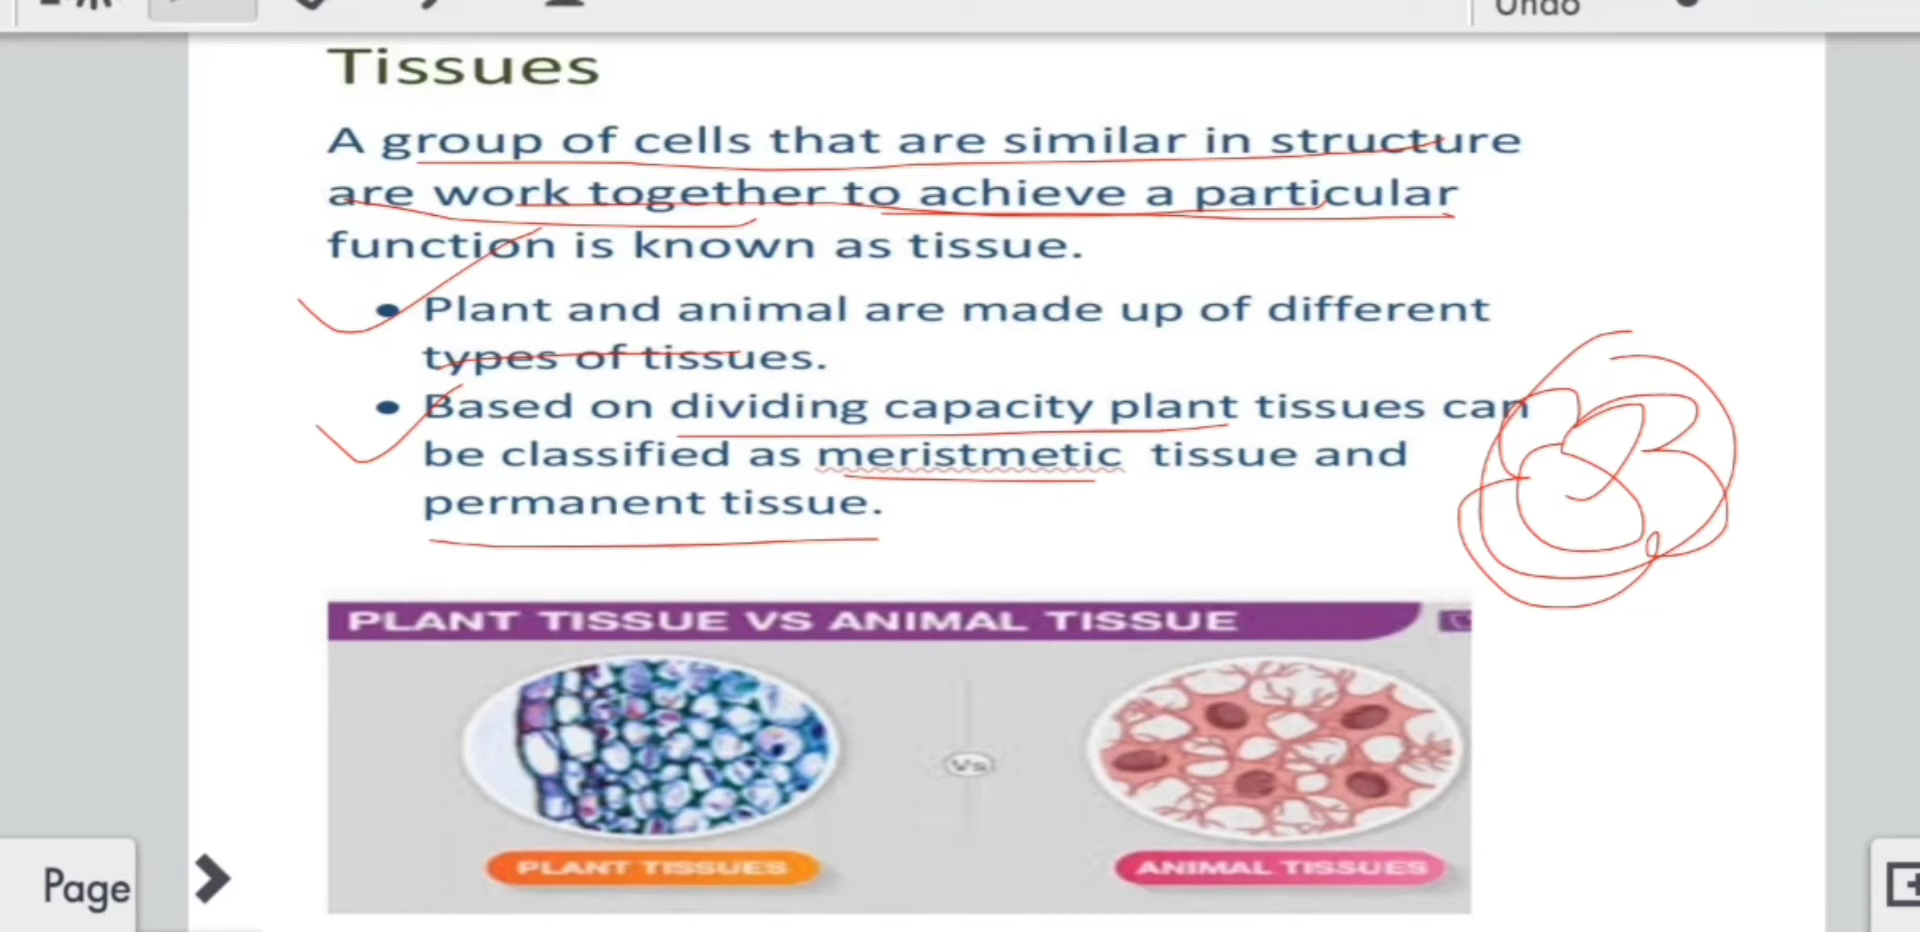 Undo
Tissues
A group of cells that are similar in structure
are work together to achieve a particular
function is known as tissue.
• Plant and animal are made up of different
types of tissues.
• Based on dividing capacity plant tissues can
be classified as meristmetic tissue and
permanent tissue.
PLANT TISSUE VS ANIMAL TISSUE
Vs
PLANT TISSUES
ANIMAL TISSUES
Page